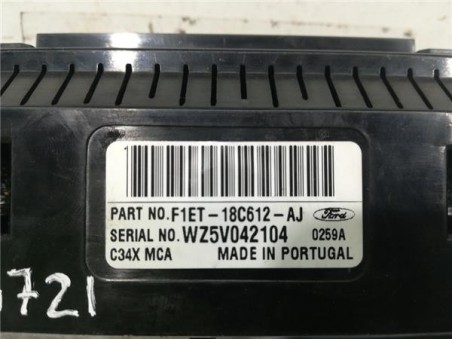 PART NO.F1ET-18C612-AJ Ford
SERIAL NO.WZ5V042104 0259A
C34X MCA MADE IN PORTUGAL
721